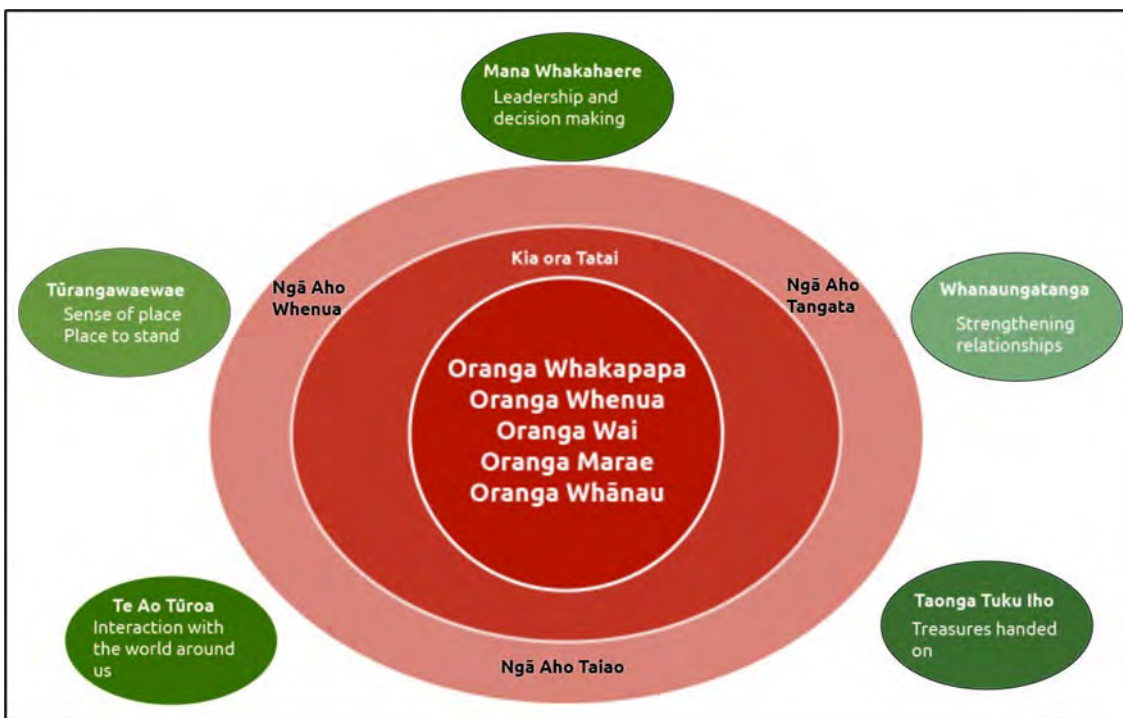 Mana Whakahaere
Leadership and
decision making
Kia ora Tatai
Ngā Aho
Whenua
Ngā Aho
Tangata
Tūrangawaewae
Sense of place
Place to stand
Whanaungatanga
Strengthening
relationships
Oranga Whakapapa
Oranga Whenua
Oranga Wai
Oranga Marae
Oranga Whānau
Te Ao Tūroa
Interaction with
the world around
us
Taonga Tuku Iho
Treasures handed
on
Ngā Aho Taiao